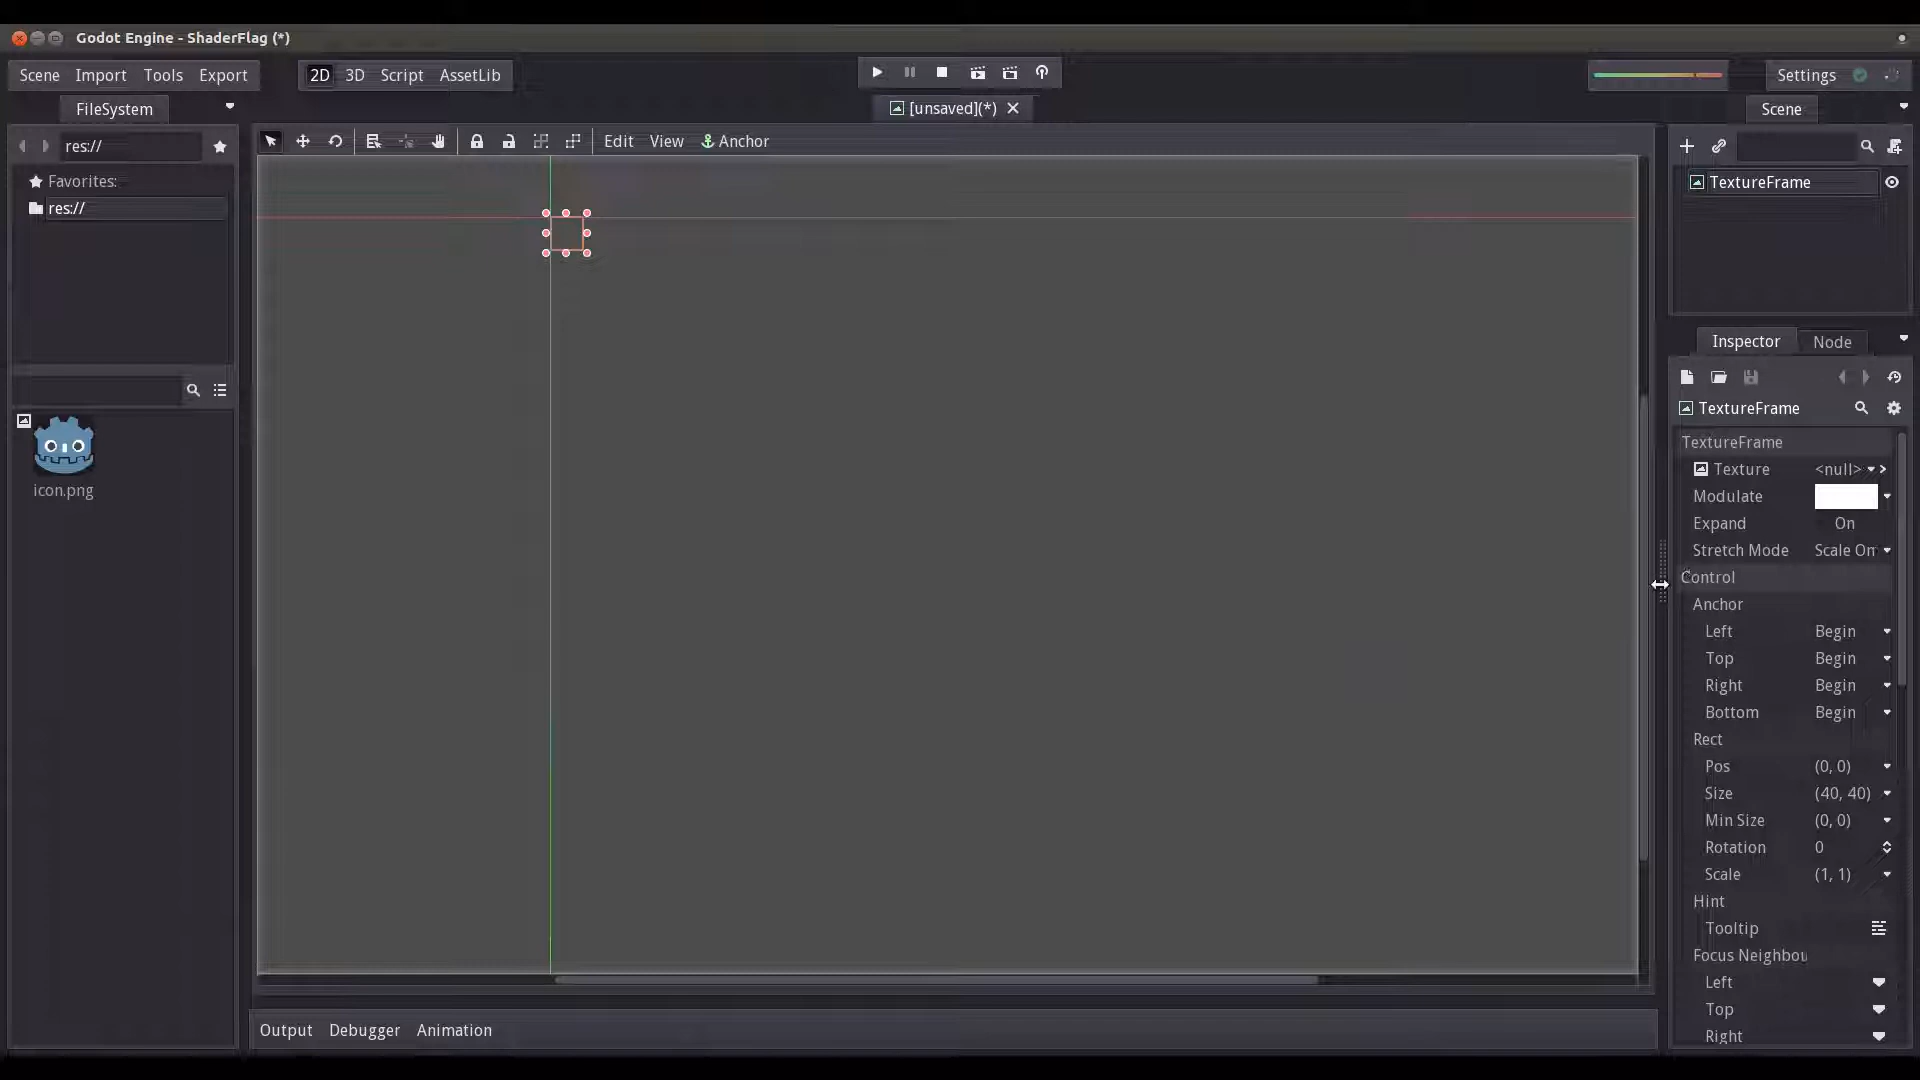 Godot Engine - ShaderFlag (*)
Scene Import Tools Export
2D 3D Script AssetLib
Settings
FileSystem
[unsaved](*)
Scene
res://
Edit View Anchor
Favorites:
res://
TextureFrame
Inspector Node
TextureFrame
TextureFrame
Texture <null>
Modulate
Expand On
Stretch Mode Scale On
Control
Anchor
Left Begin
Top Begin
Right Begin
Bottom Begin
Rect
Pos (0, 0)
Size (40, 40)
Min Size (0, 0)
Rotation 0
Scale (1, 1)
Hint
Tooltip
Focus Neighbou
Left
Top
Right
icon.png
Output Debugger Animation